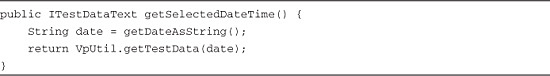 public ITestDataText getSelectedDateTime() {
    String date = getDateAsString();
    return VpUtil.getTestData(date);
}